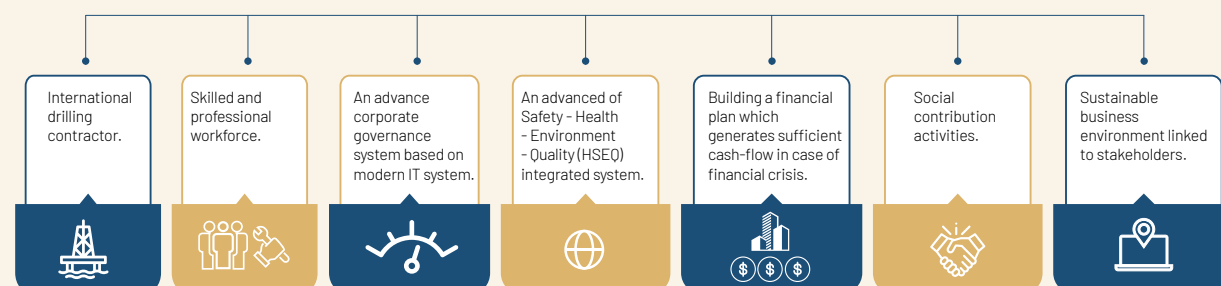 International
drilling
contractor.
Skilled and
professional
workforce.
An advance
corporate
governance
system based on
modern IT system.
An advanced of
Safety - Health
- Environment
- Quality (HSEQ)
integrated system.
Building a financial
plan which
generates sufficient
cash-flow in case of
financial crisis.
Social
contribution
activities.
Sustainable
business
environment linked
to stakeholders.
$ $ $